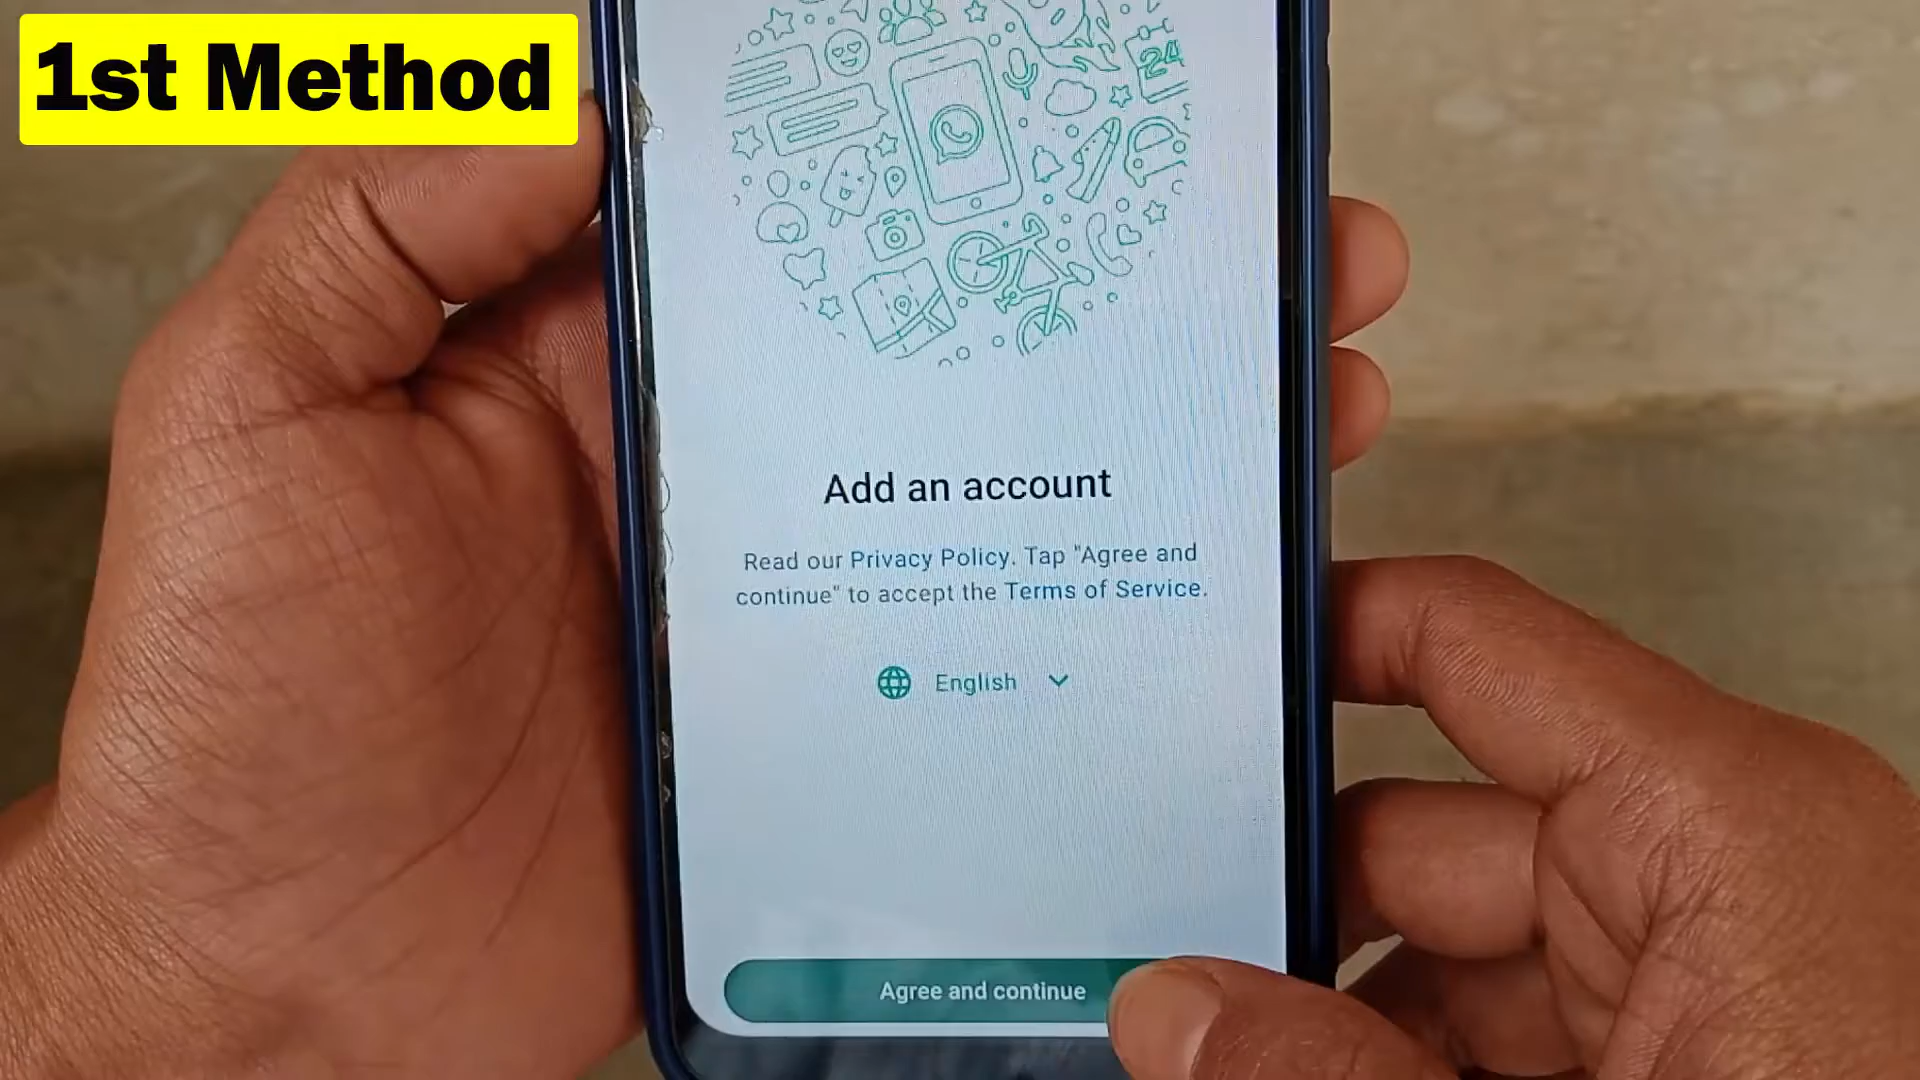 1st Method
24
Add an account
Read our Privacy Policy. Tap "Agree and
continue" to accept the Terms of Service.
English
Agree and continue